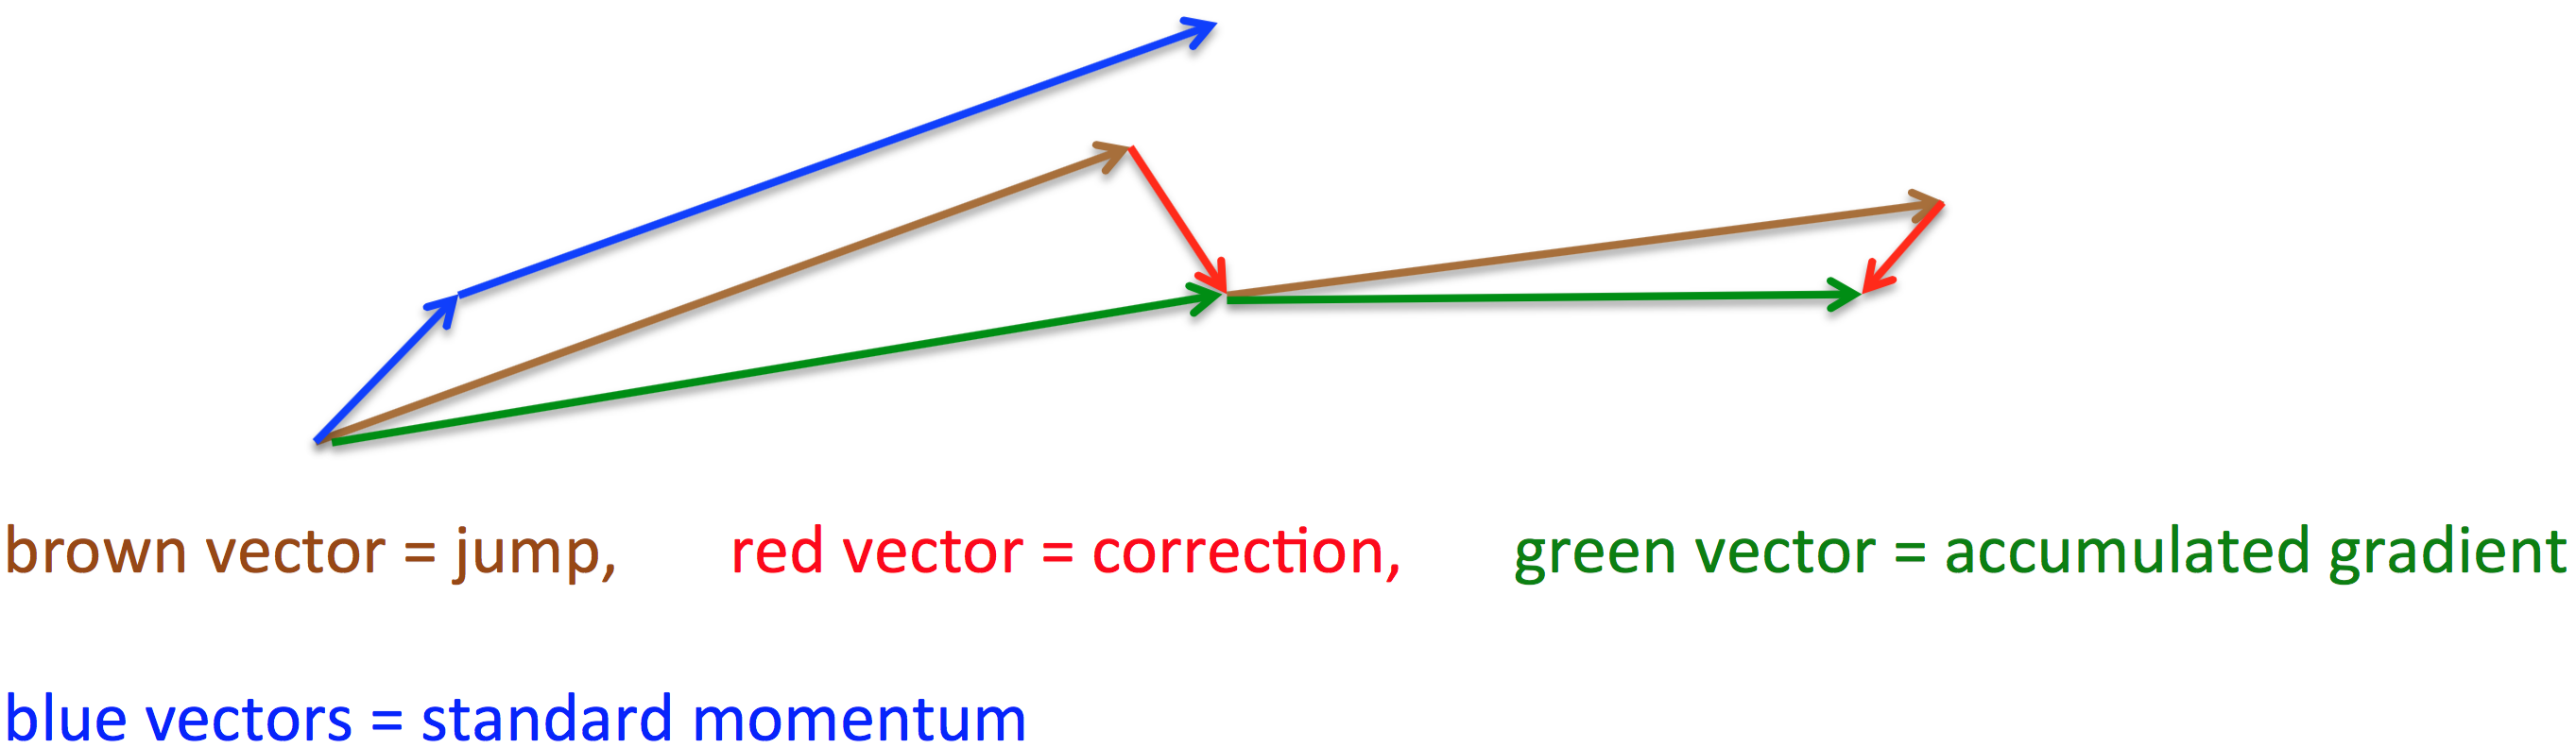 brown vector = jump, red vector = correction, green vector = accumulated gradient
blue vectors = standard momentum